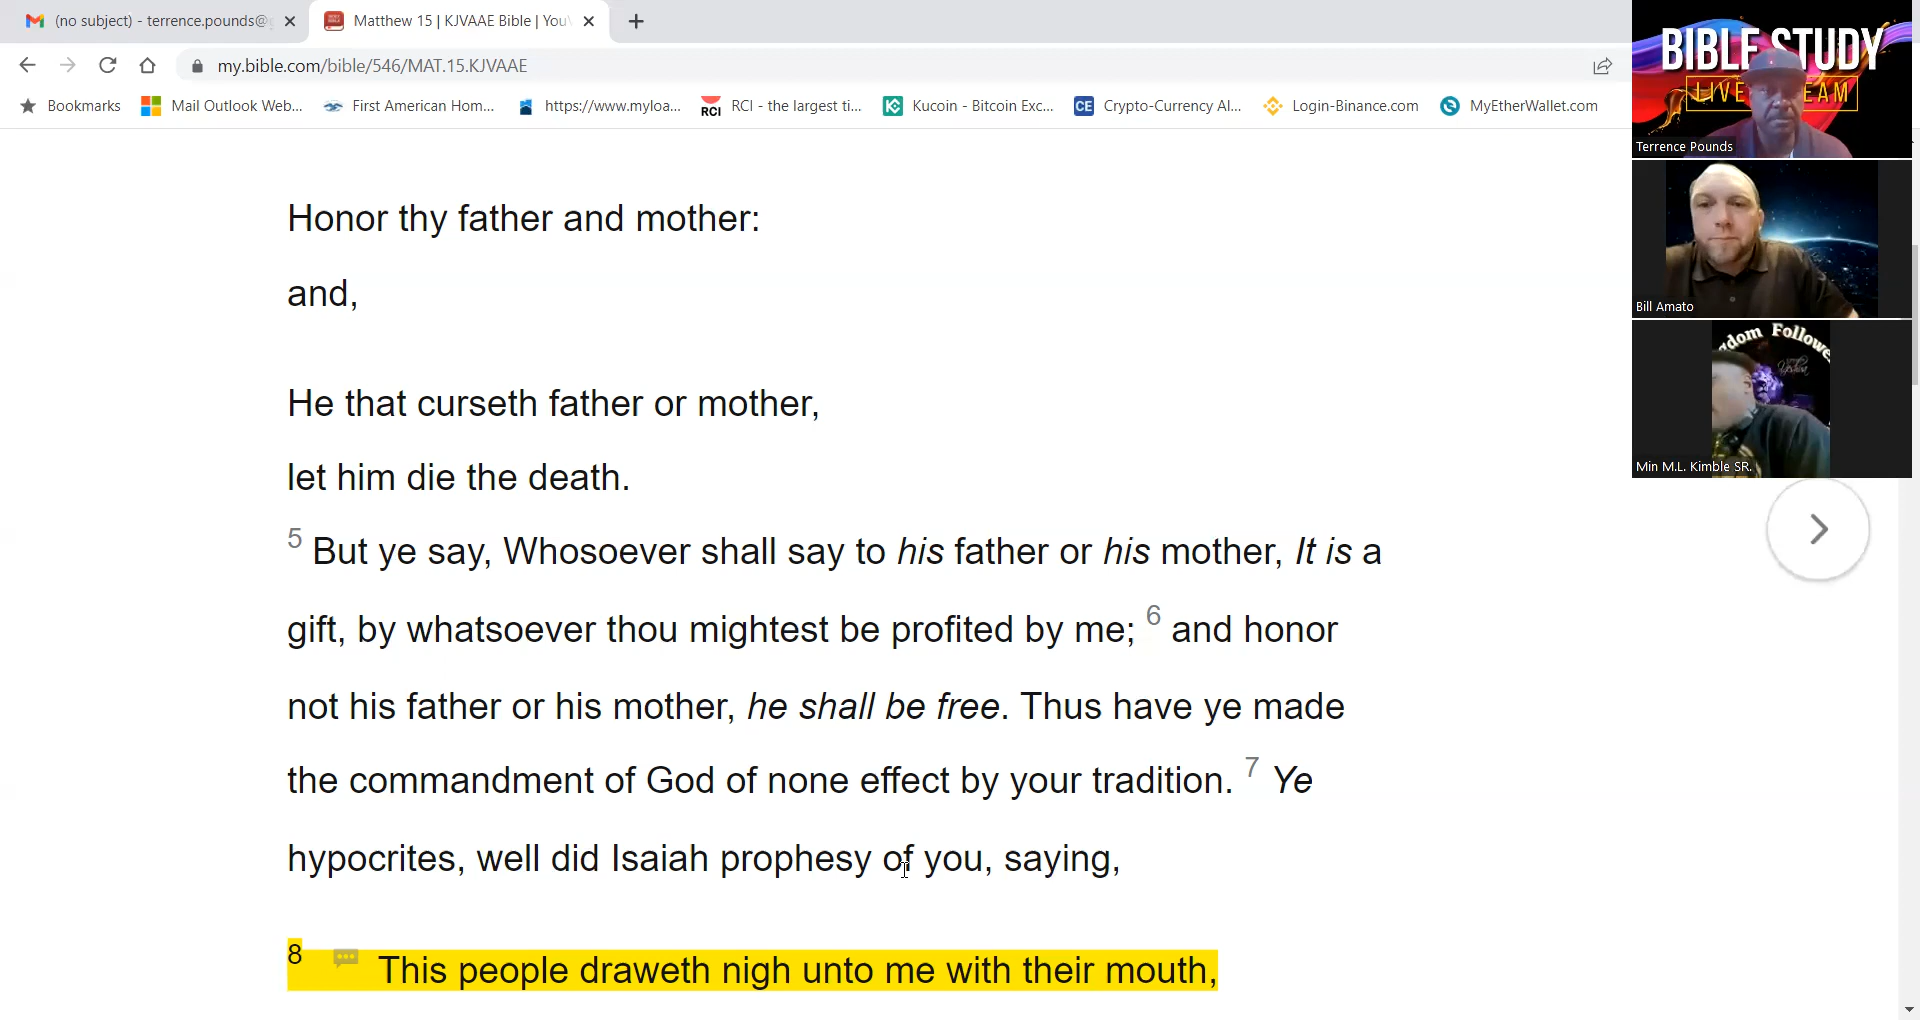 (no subject) - terrence.pounds@
Matthew 15 | KJVAAE Bible | You
my.bible.com/bible/546/MAT.15.KJVAAE
Bookmarks
Mail Outlook Web...
First American Hom...
https://www.myloa...
RCI
RCI - the largest ti...
Kucoin - Bitcoin Exc...
CE
Crypto-Currency Al...
Login-Binance.com
MyEtherWallet.com
BIBLE STUDY
Terrence Pounds
Bill Amato
Min M.L. Kimble SR.
Honor thy father and mother:
and,
He that curseth father or mother,
let him die the death.
5 But ye say, Whosoever shall say to his father or his mother, It is a
gift, by whatsoever thou mightest be profited by me; 6 and honor
not his father or his mother, he shall be free. Thus have ye made
the commandment of God of none effect by your tradition. 7 Ye
hypocrites, well did Isaiah prophesy of you, saying,
8 This people draweth nigh unto me with their mouth,